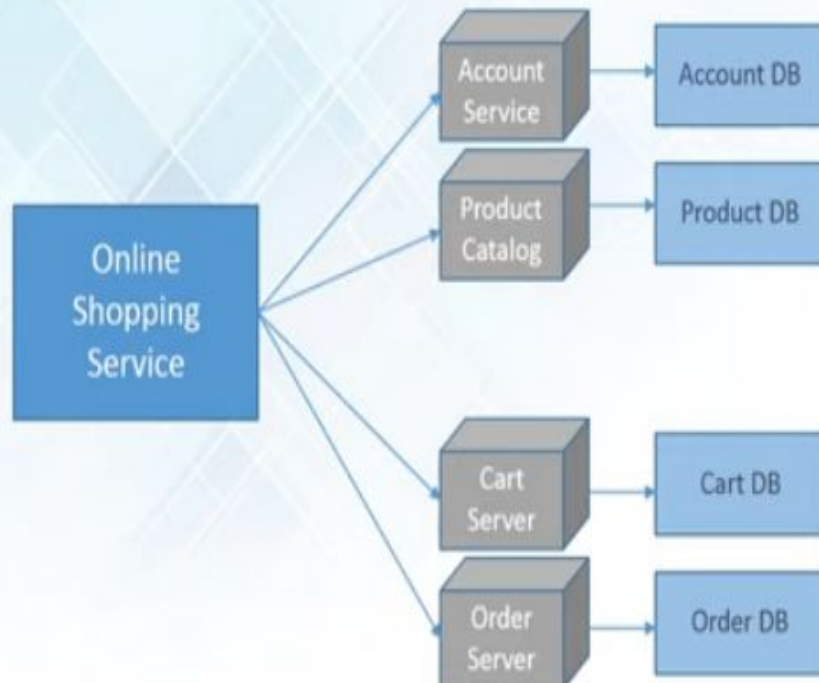 Account
Service
Account DB
Product
Catalog
Product DB
Online
Shopping
Service
Cart
Server
Cart DB
Order
Server
Order DB